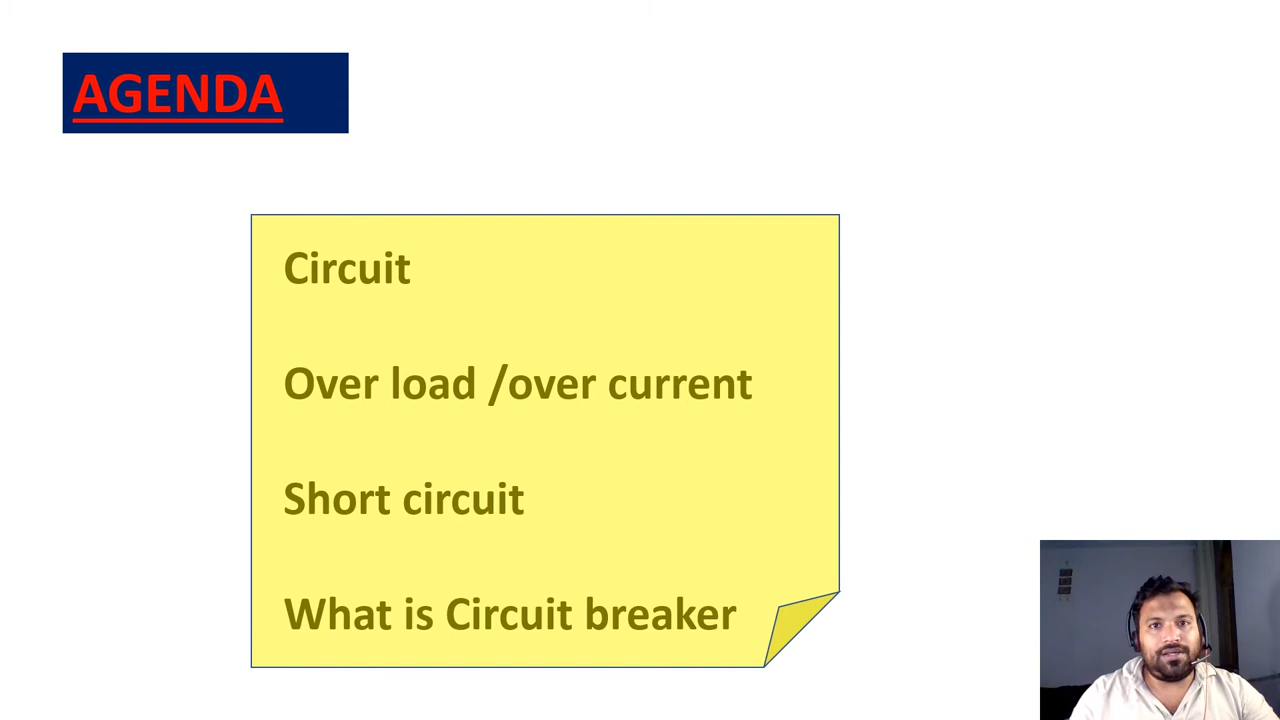 AGENDA
Circuit
Over load /over current
Short circuit
What is Circuit breaker